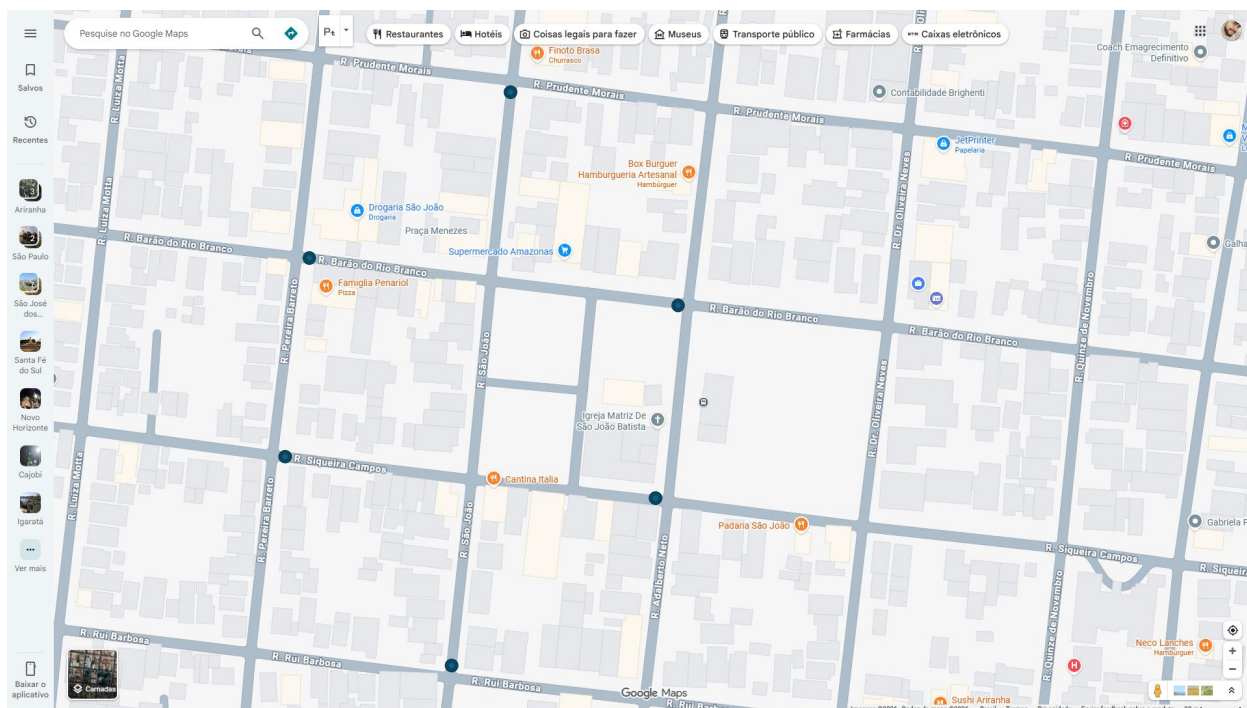 Pesquise no Google Maps
Restaurantes
Hotéis
Coisas legais para fazer
Museus
Transporte público
Farmácias
Caixas eletrônicos
Salvos
Recentes
3
Ariranha
2
São Paulo
São José
dos...
Santa Fé
do Sul
Novo
Horizonte
Cajobi
Igaratá
Ver mais
Baixar o
aplicativo
Camadas
Finoto Brasa
Churrasco
Coach Emagrecimento
Definitivo
R. Prudente Morais
R. Prudente Morais
Contabilidade Brighenti
R. Prudente Morais
JetPrinter
Papelaria
R. Prudente Morais
R. Luiza Motta
Box Burguer
Hamburgueria Artesanal
Hambúrguer
R. Dr. Oliveira Neves
R. Luiza Motta
Drogaria São João
Drogaria
Praça Menezes
Supermercado Amazonas
R. Barão do Rio Branco
R. Barão do Rio Branco
Famiglia Penariol
Pizza
R. Barão do Rio Branco
R. Barão do Rio Branco
R. Quinze de Novembro
R. Pereira Barreto
R. São João
R. Dr. Oliveira Neves
Igreja Matriz De
São João Batista
R. Siqueira Campos
Cantina Italia
R. Luiza Motta
R. Pereira Barreto
R. São João
R. Adalberto Neto
Padaria São João
Gabriela F
R. Siqueira Campos
R. Siqueir
R. Quinze de Novembro
R. Rui Barbosa
R. Rui Barbosa
R. Rui Barbosa
Neco Lanches
Hambúrguer
H
Google Maps
Sushi Ariranha